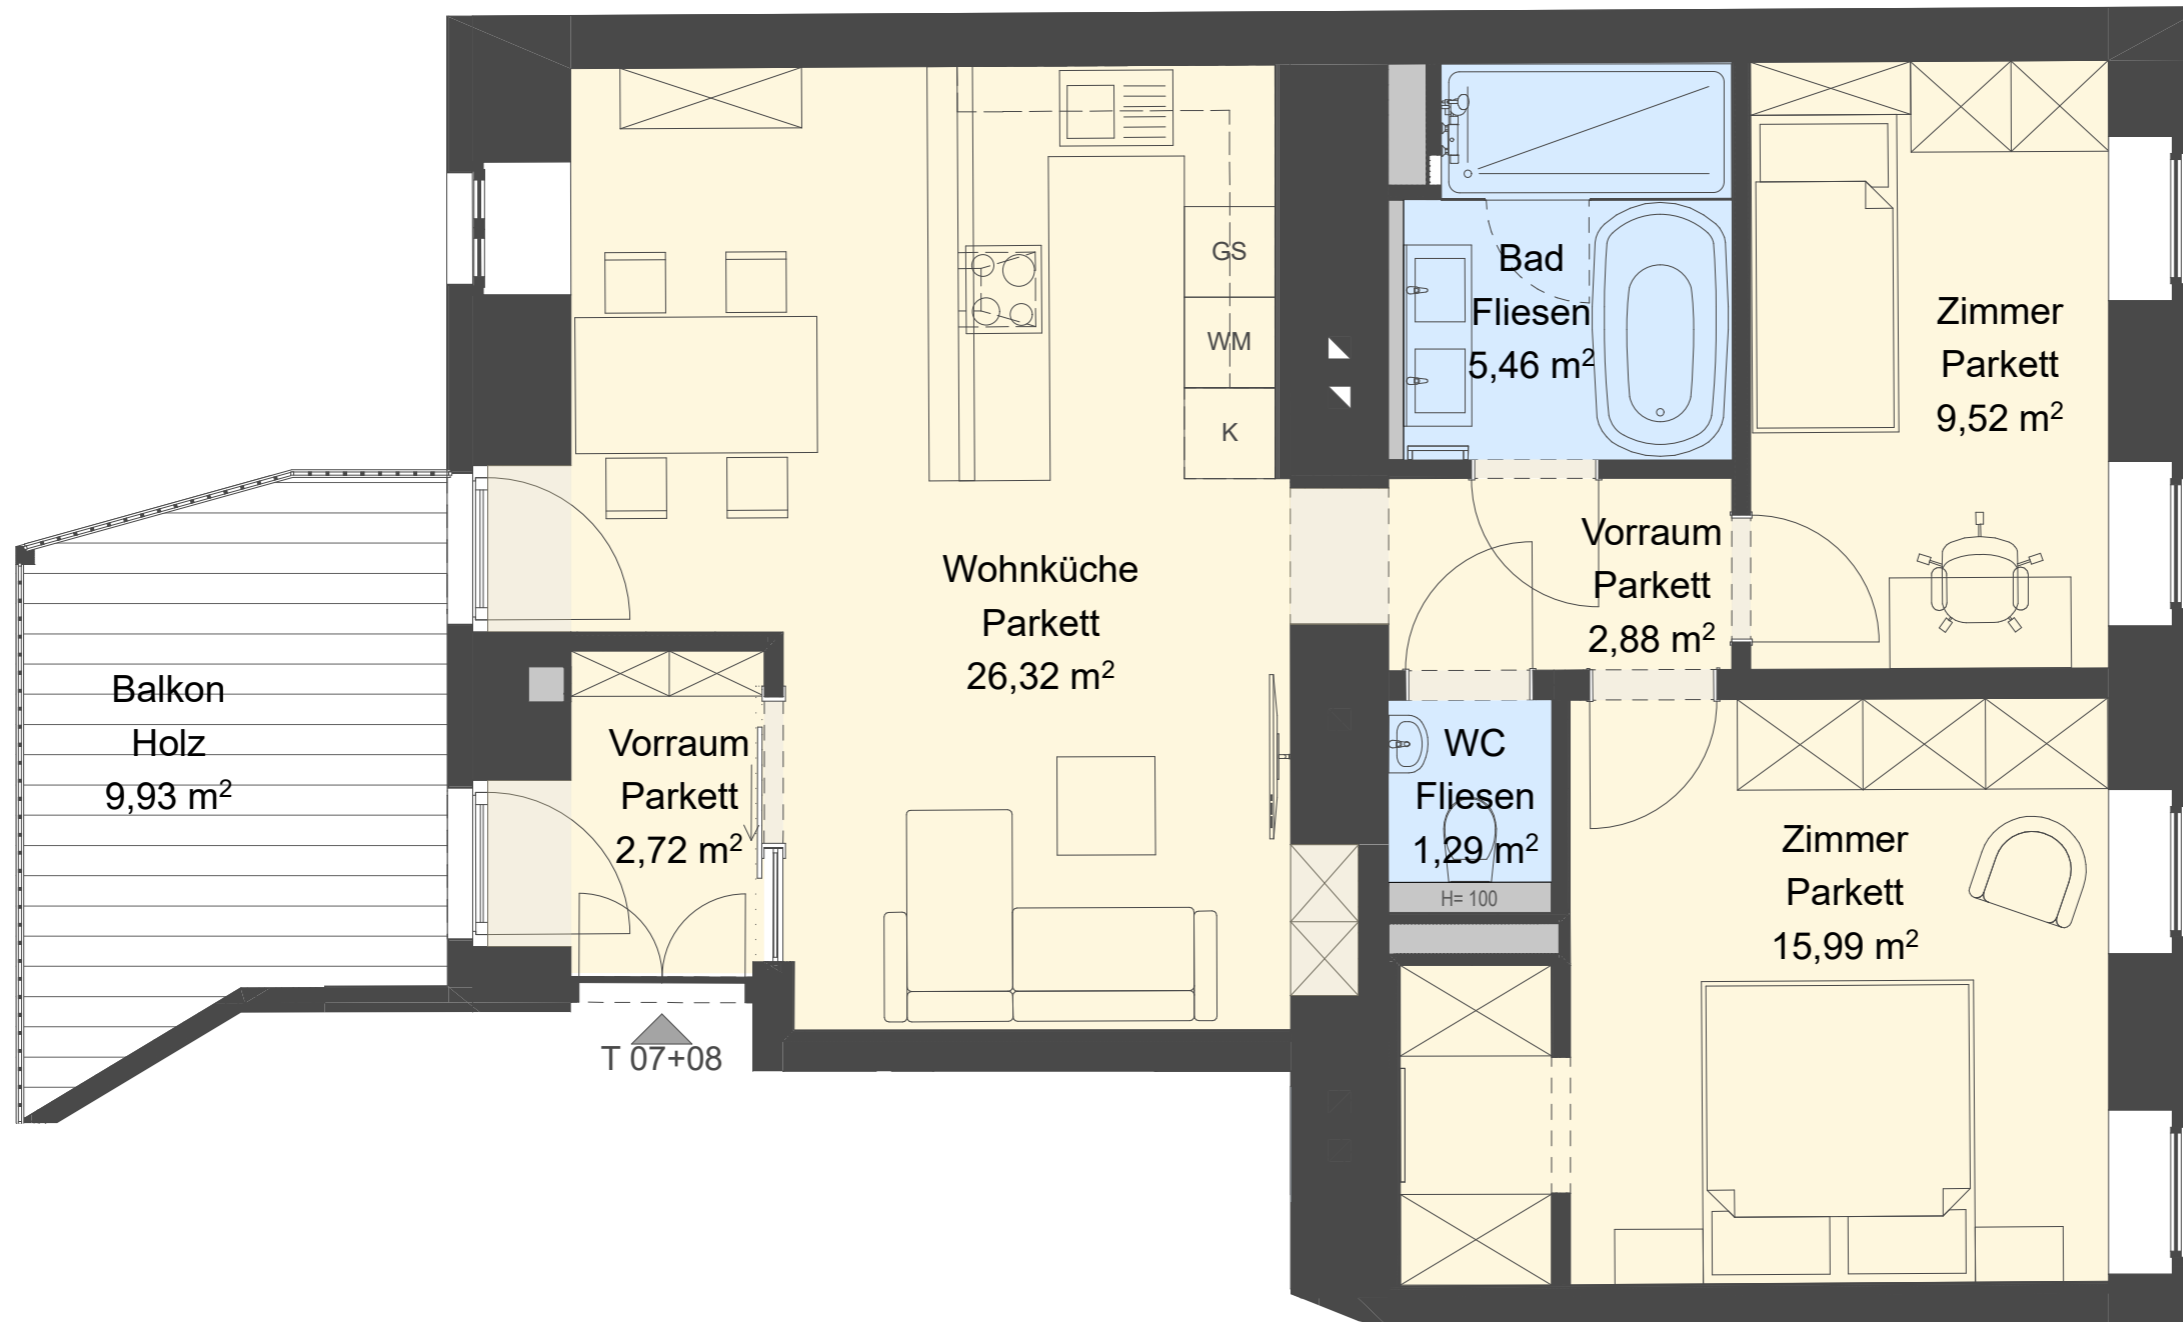 GS
WM
K
Bad
Fliesen
5,46 m²
Zimmer
Parkett
9,52 m²
Wohnküche
Parkett
26,32 m²
Vorraum
Parkett
2,88 m²
Balkon
Holz
9,93 m²
Vorraum
Parkett
2,72 m²
WC
Fliesen
1,29 m²
H= 100
Zimmer
Parkett
15,99 m²
T 07+08